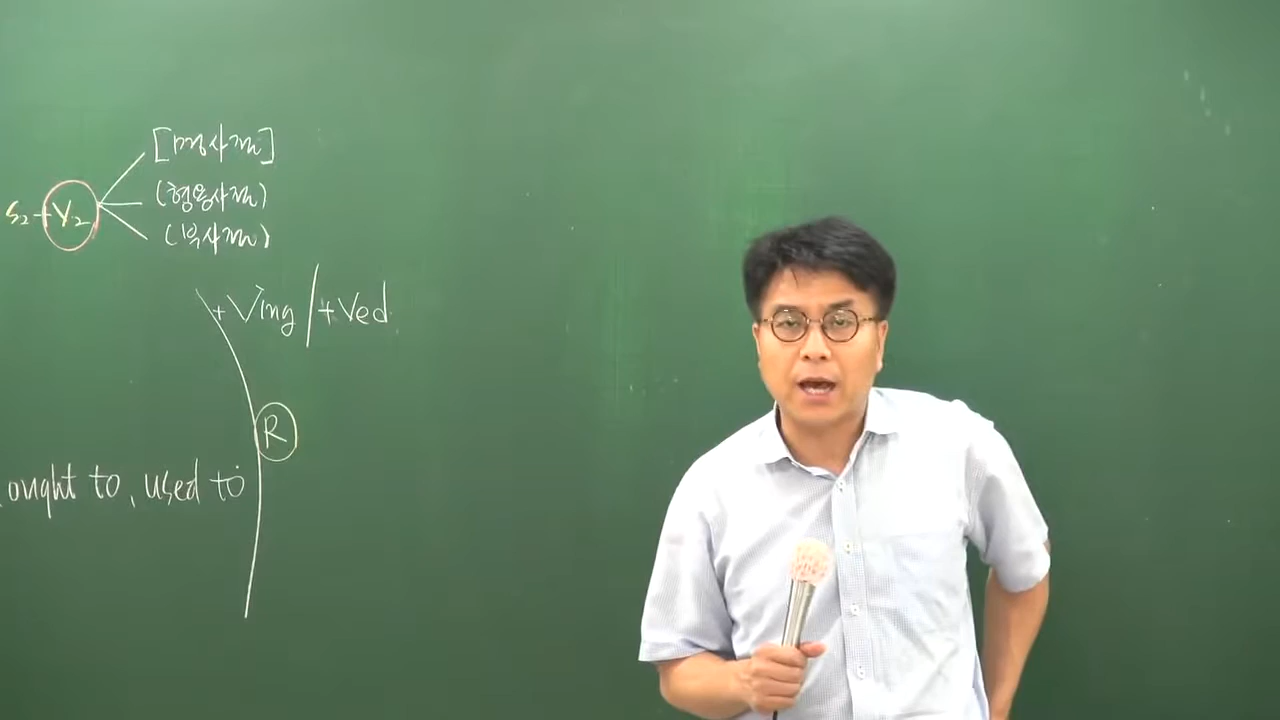 [명사절]
(형용사절)
S₂+V₂
(부사절)
+Ving/+Ved
R
ought to, used to